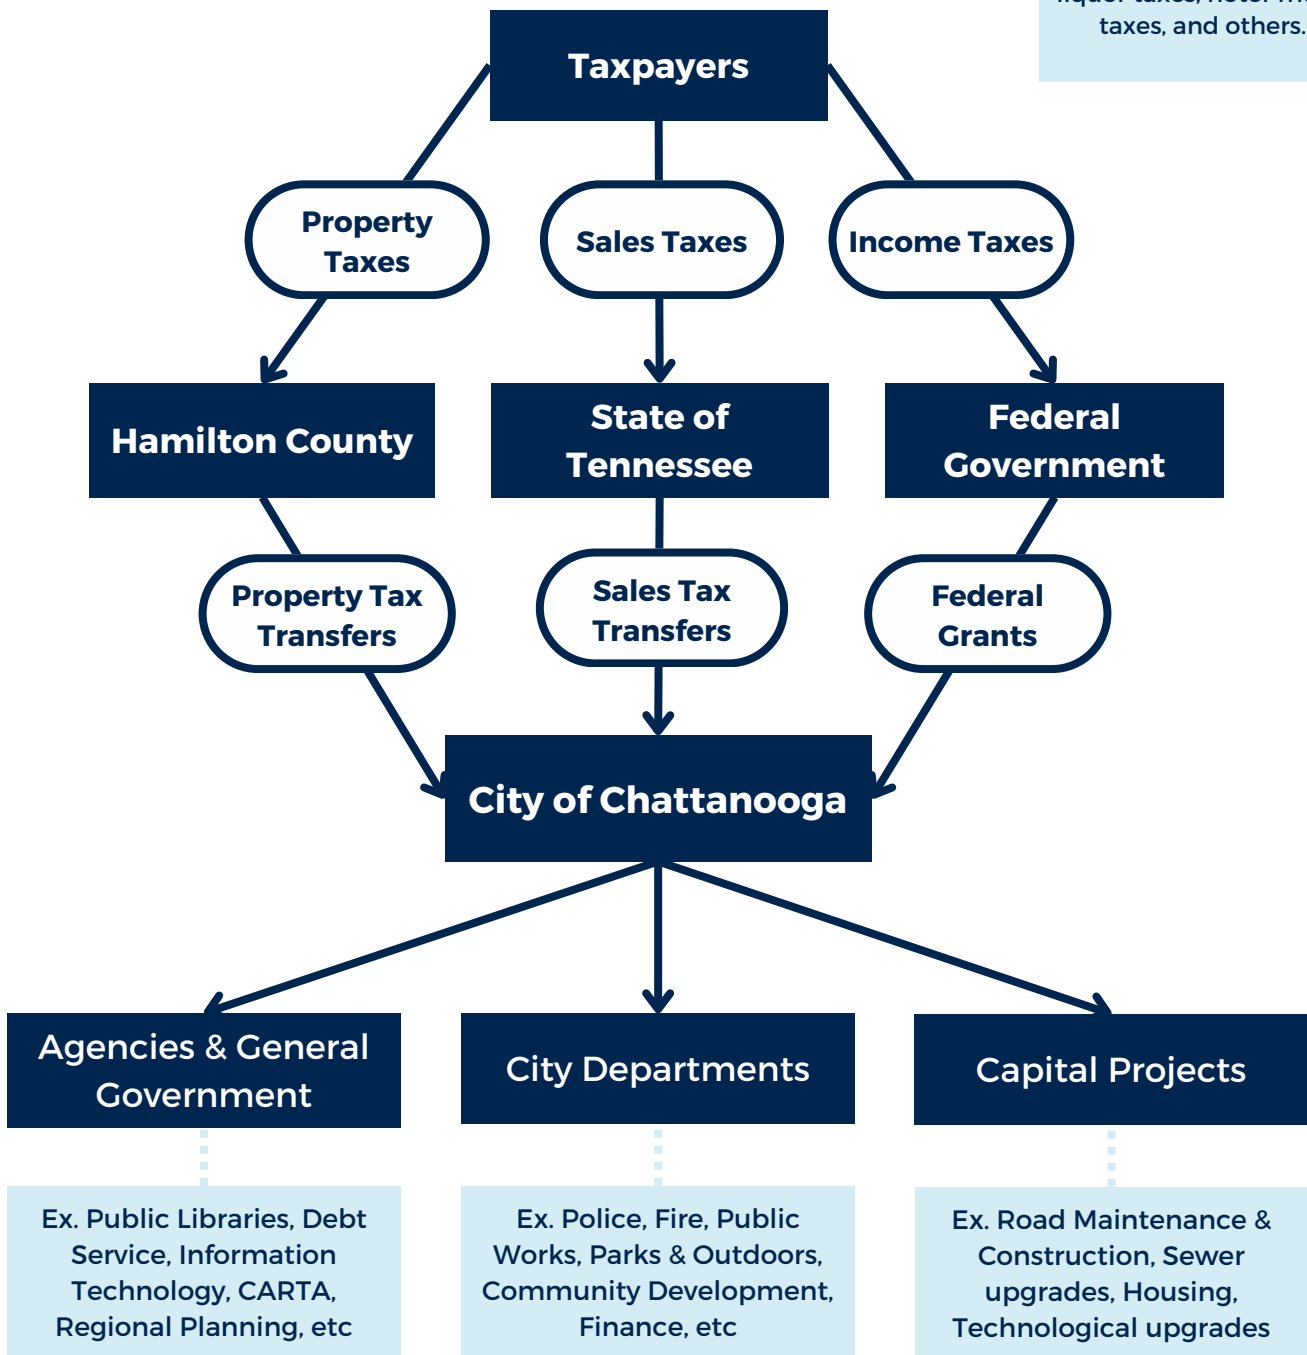 taxes, and others.
Taxpayers
Property
Taxes
Sales Taxes
Income Taxes
Hamilton County
State of
Tennessee
Federal
Government
Property Tax
Transfers
Sales Tax
Transfers
Federal
Grants
City of Chattanooga
Agencies & General
Government
City Departments
Capital Projects
Ex. Public Libraries, Debt
Service, Information
Technology, CARTA,
Regional Planning, etc
Ex. Police, Fire, Public
Works, Parks & Outdoors,
Community Development,
Finance, etc
Ex. Road Maintenance &
Construction, Sewer
upgrades, Housing,
Technological upgrades